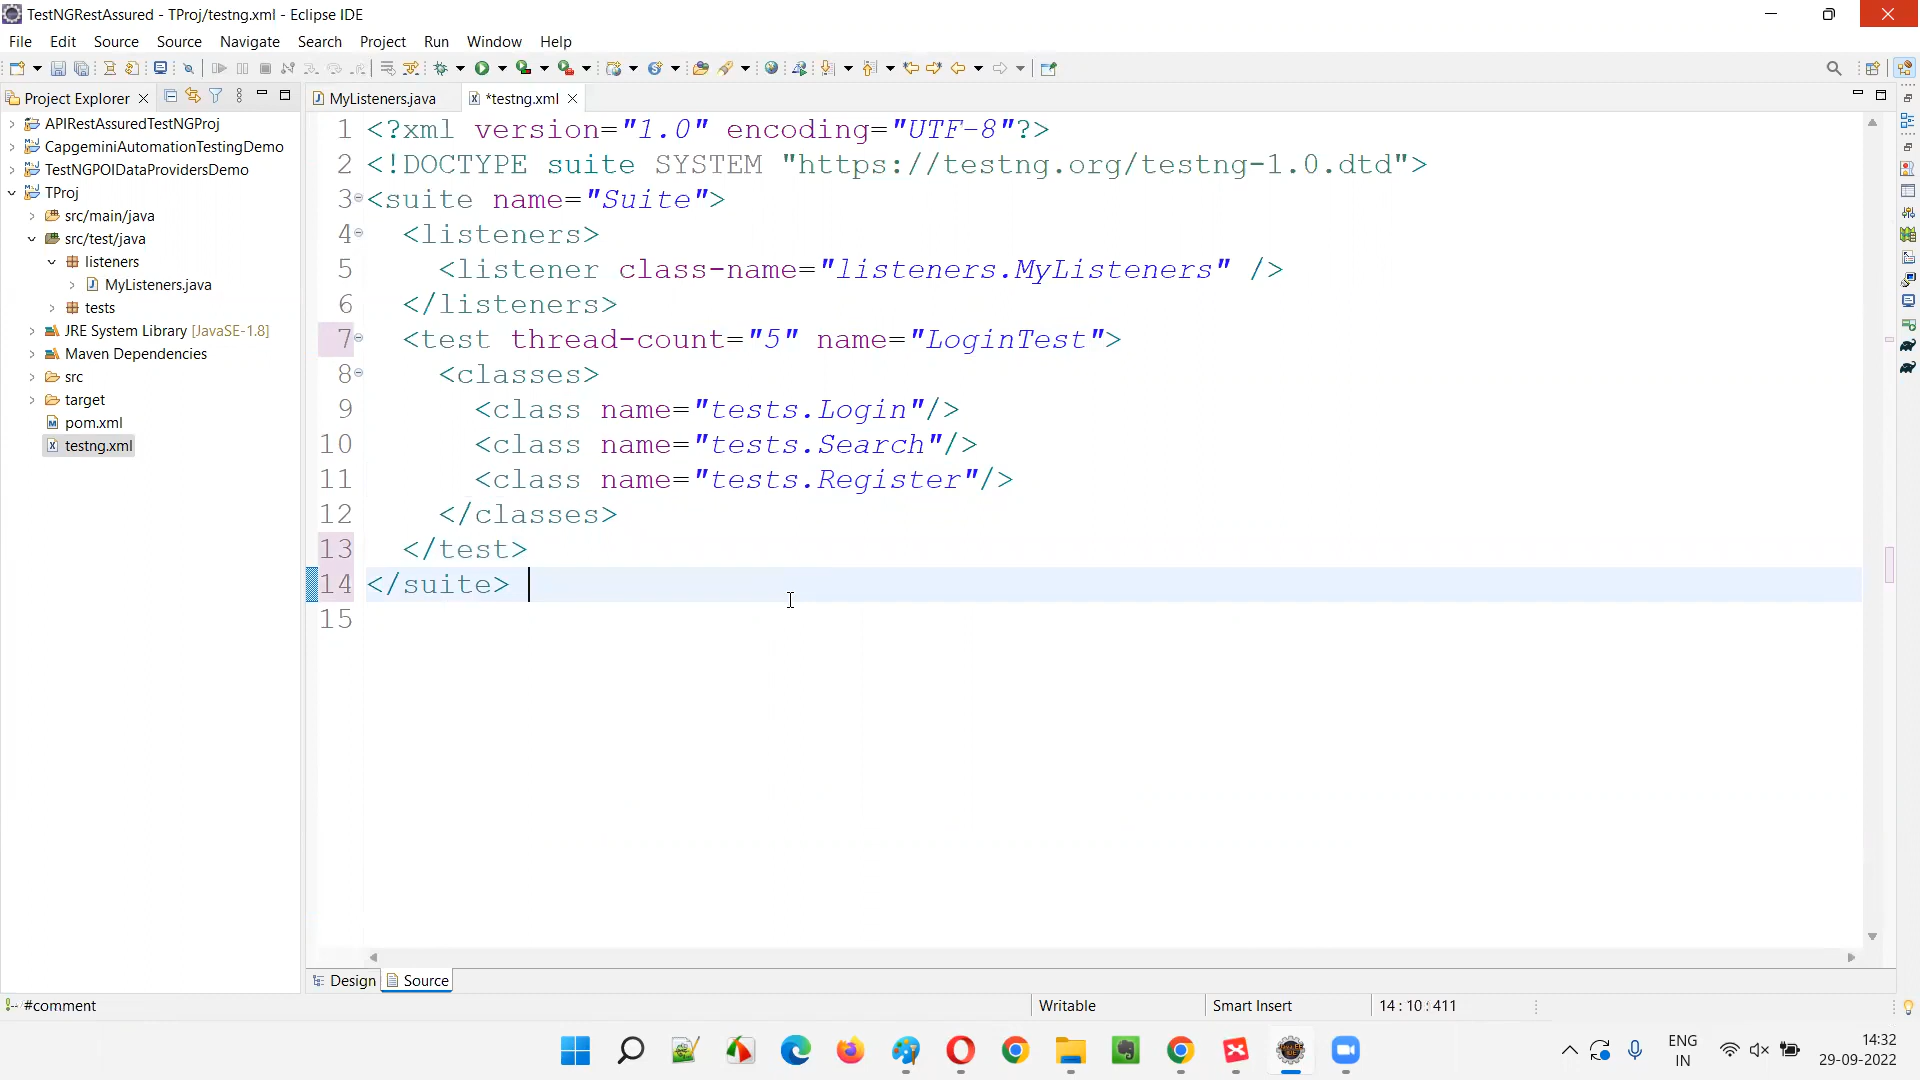 TestNGRestAssured - TProj/testng.xml - Eclipse IDE
File Edit Source Source Navigate Search Project Run Window Help
Project Explorer
MyListeners.java
*testng.xml
APIRestAssuredTestNGProj
CapgeminiAutomationTestingDemo
TestNGPOIDataProvidersDemo
TProj
src/main/java
src/test/java
listeners
MyListeners.java
tests
JRE System Library [JavaSE-1.8]
Maven Dependencies
src
target
pom.xml
testng.xml
1 <?xml version="1.0" encoding="UTF-8"?>
2 <!DOCTYPE suite SYSTEM "https://testng.org/testng-1.0.dtd">
3 <suite name="Suite">
4 <listeners>
5 <listener class-name="listeners.MyListeners" />
6 </listeners>
7 <test thread-count="5" name="LoginTest">
8 <classes>
9 <class name="tests.Login"/>
10 <class name="tests.Search"/>
11 <class name="tests.Register"/>
12 </classes>
13 </test>
14 </suite>
15
Design Source
#comment Writable Smart Insert 14 : 10 : 411
ENG
IN
14:32
29-09-2022